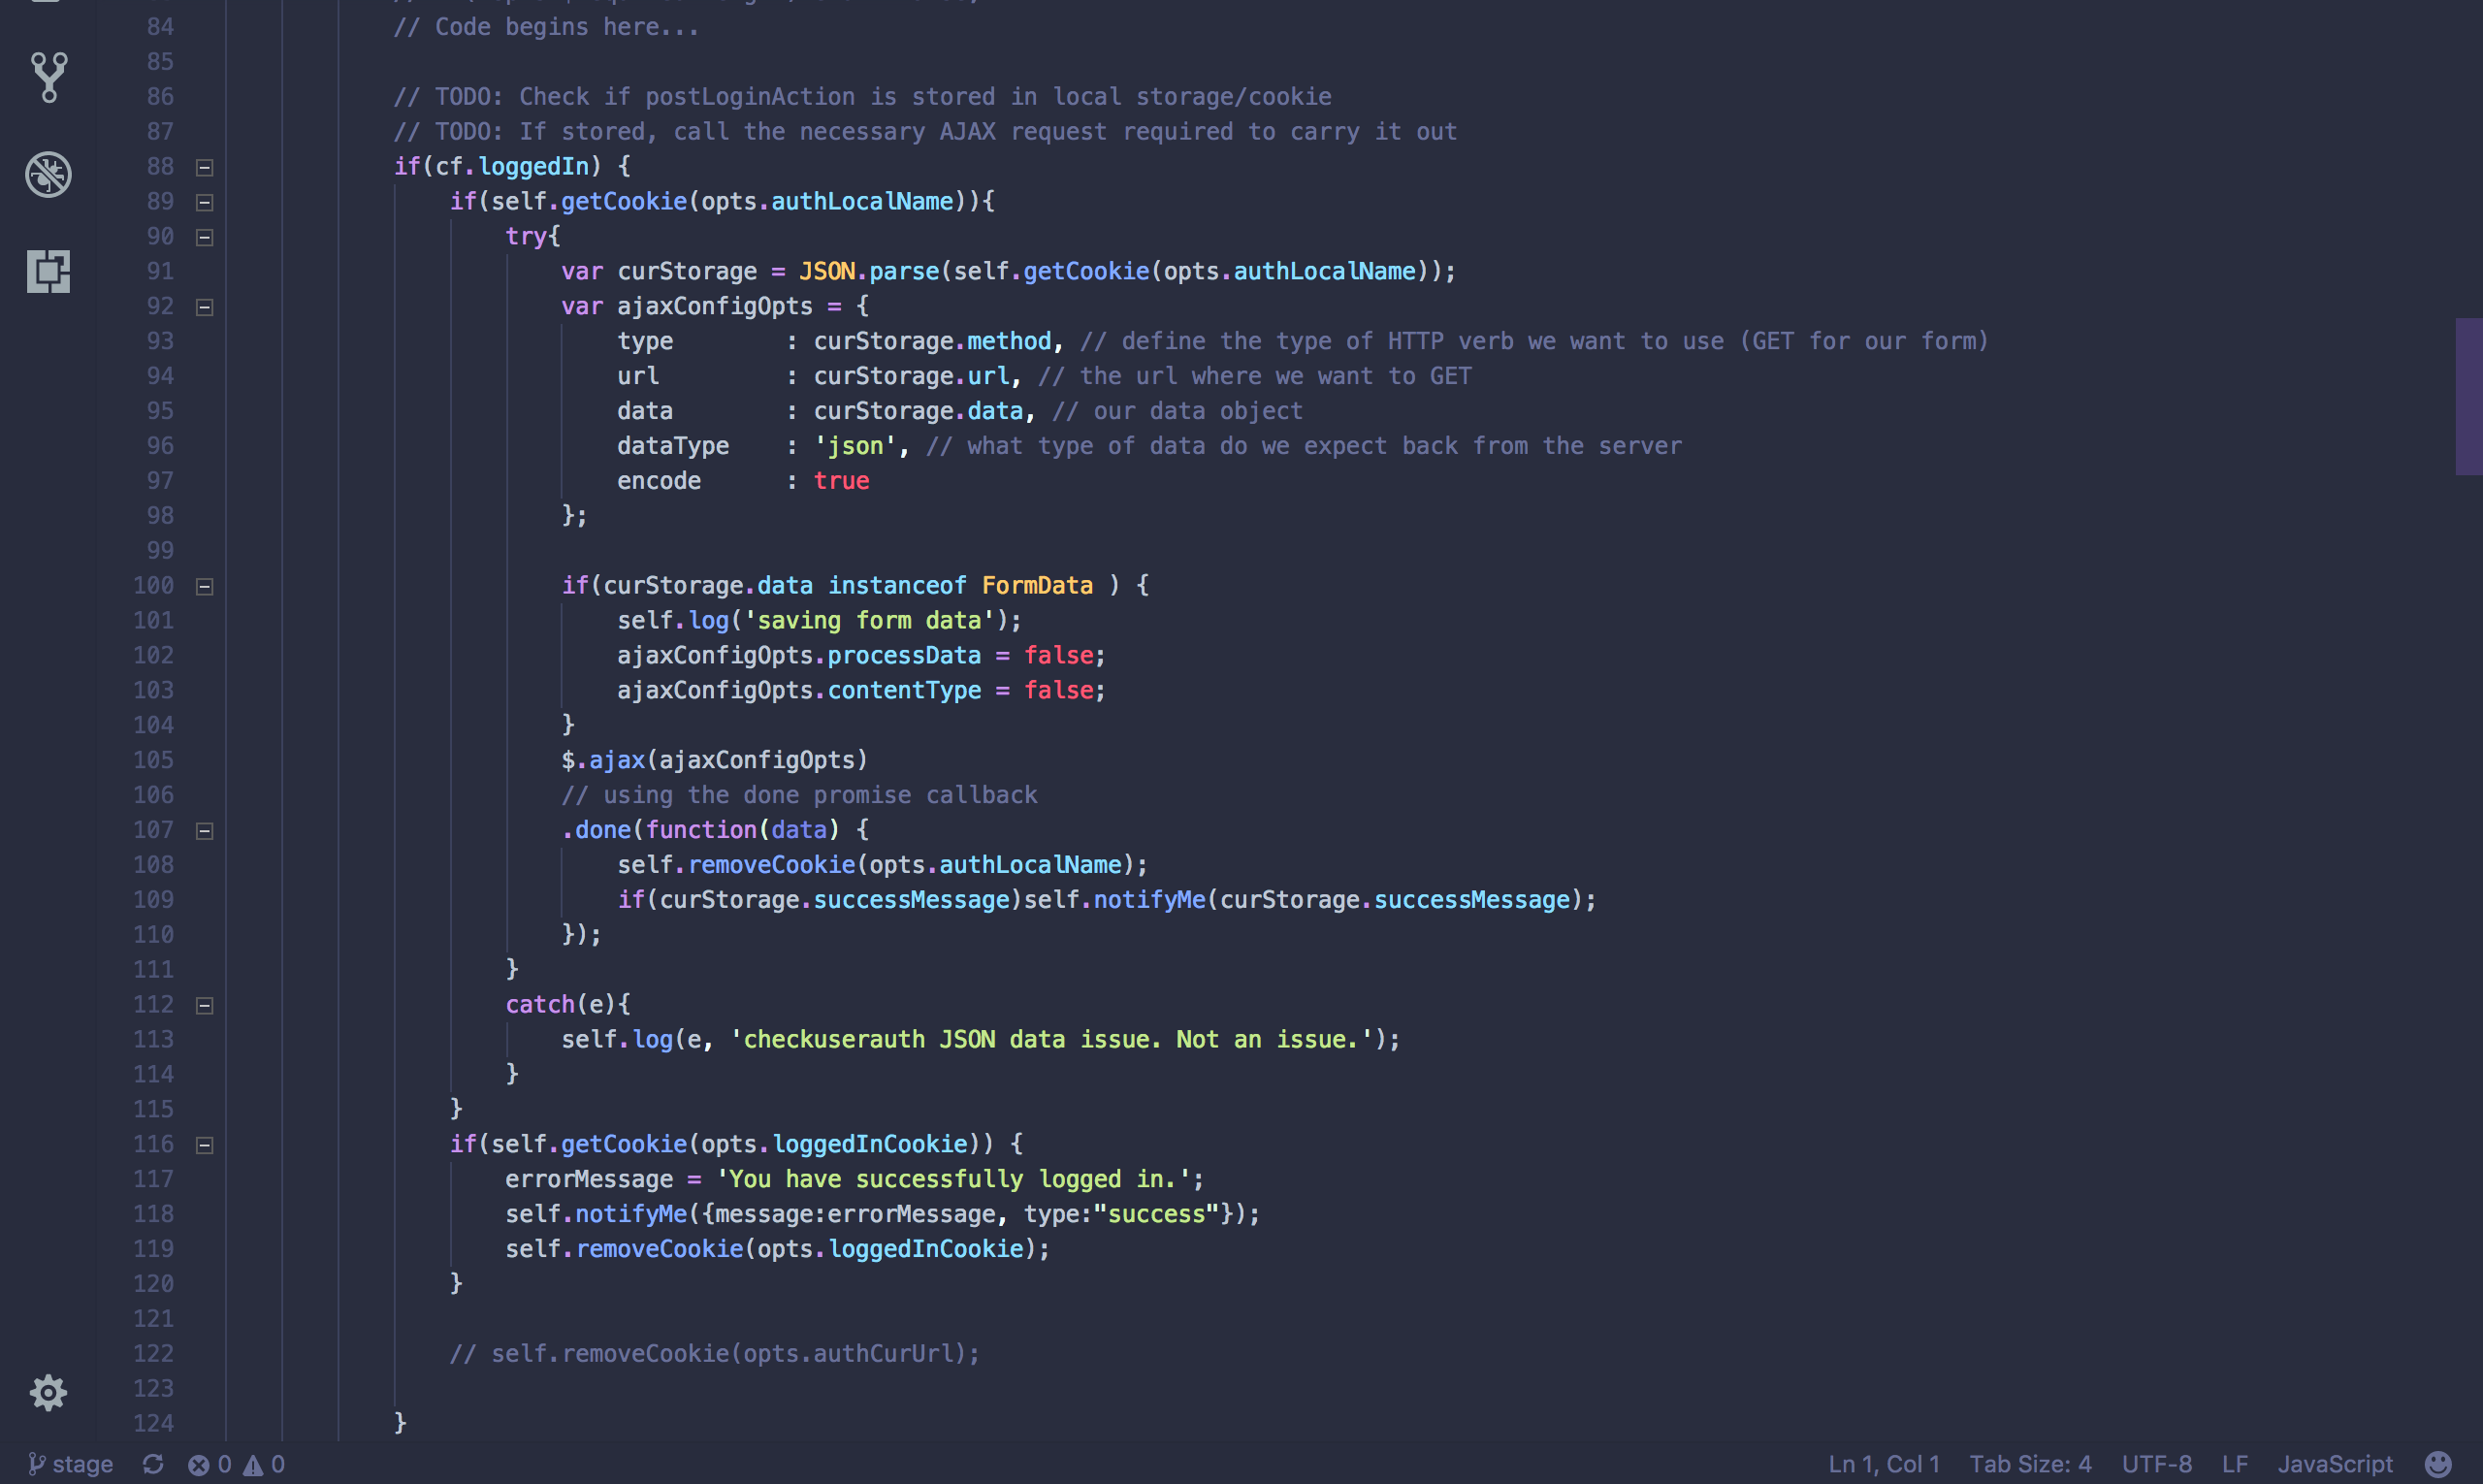 84 // Code begins here...
85
86 // TODO: Check if postLoginAction is stored in local storage/cookie
87 // TODO: If stored, call the necessary AJAX request required to carry it out
88 if(cf.loggedIn) {
89 if(self.getCookie(opts.authLocalName)){
90 try{
91 var curStorage = JSON.parse(self.getCookie(opts.authLocalName));
92 var ajaxConfigOpts = {
93 type : curStorage.method, // define the type of HTTP verb we want to use (GET for our form)
94 url : curStorage.url, // the url where we want to GET
95 data : curStorage.data, // our data object
96 dataType : 'json', // what type of data do we expect back from the server
97 encode : true
98 };
99
100 if(curStorage.data instanceof FormData ) {
101 self.log('saving form data');
102 ajaxConfigOpts.processData = false;
103 ajaxConfigOpts.contentType = false;
104 }
105 $.ajax(ajaxConfigOpts)
106 // using the done promise callback
107 .done(function(data) {
108 self.removeCookie(opts.authLocalName);
109 if(curStorage.successMessage)self.notifyMe(curStorage.successMessage);
110 });
111 }
112 catch(e){
113 self.log(e, 'checkuserauth JSON data issue. Not an issue.');
114 }
115 }
116 if(self.getCookie(opts.loggedInCookie)) {
117 errorMessage = 'You have successfully logged in.';
118 self.notifyMe({message:errorMessage, type:"success"});
119 self.removeCookie(opts.loggedInCookie);
120 }
121
122 // self.removeCookie(opts.authCurUrl);
123
124 }
stage 0 0 Ln 1, Col 1 Tab Size: 4 UTF-8 LF JavaScript